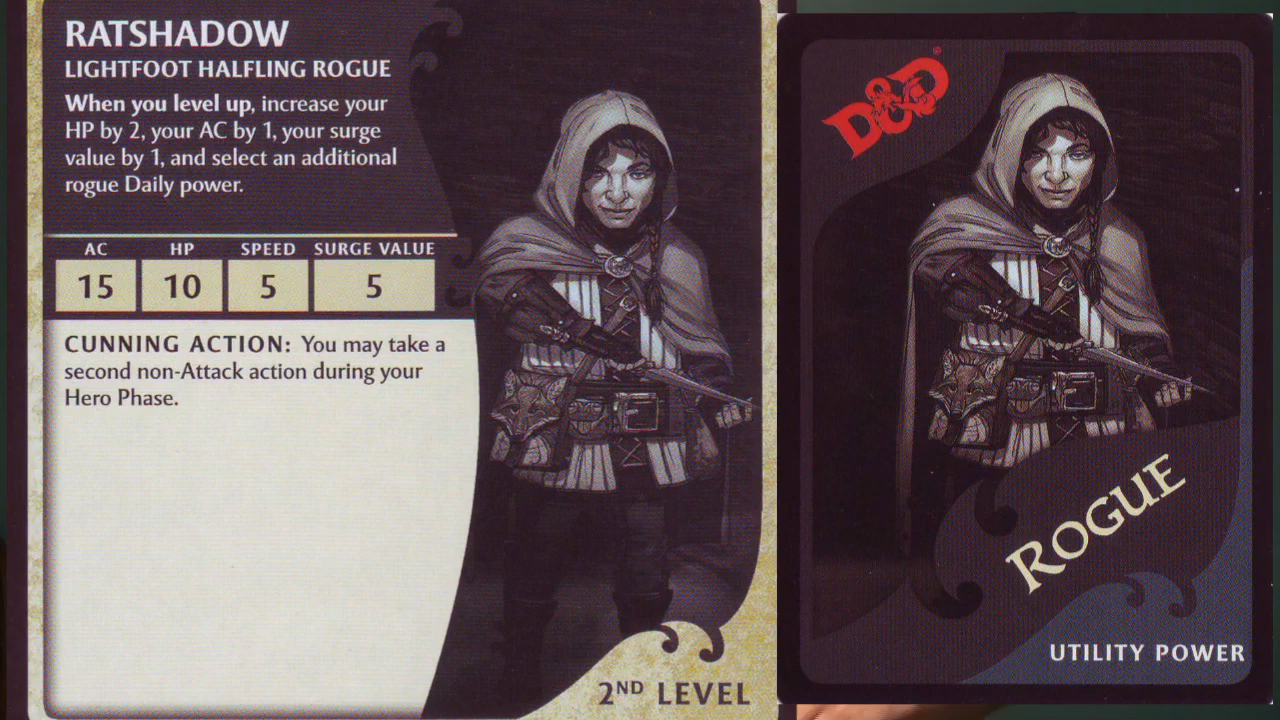 RATSHADOW
LIGHTFOOT HALFLING ROGUE
When you level up, increase your
HP by 2, your AC by 1, your surge
value by 1, and select an additional
rogue Daily power.
AC HP SPEED SURGE VALUE
15 10 5 5
CUNNING ACTION: You may take a
second non-Attack action during your
Hero Phase.
2ND LEVEL
D&D®
ROGUE
UTILITY POWER